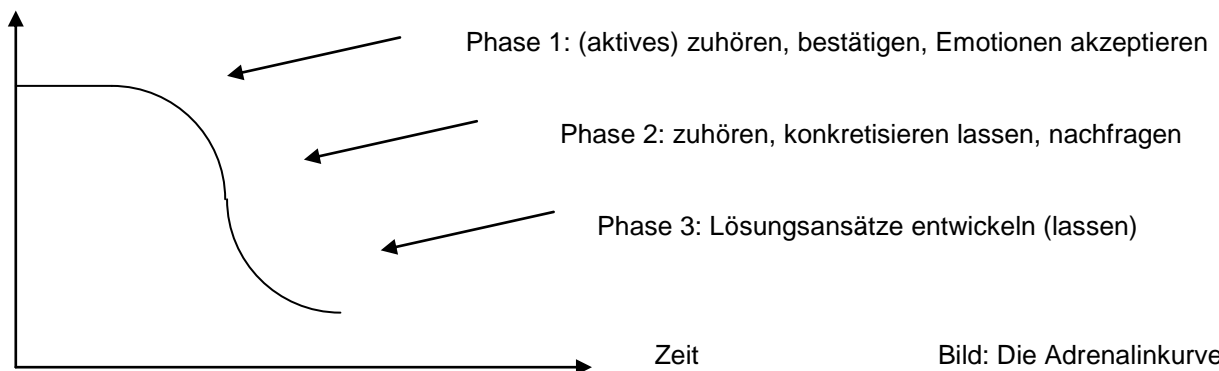 Phase 1: (aktives) zuhören, bestätigen, Emotionen akzeptieren
Phase 2: zuhören, konkretisieren lassen, nachfragen
Phase 3: Lösungsansätze entwickeln (lassen)
Zeit
Bild: Die Adrenalinkurve